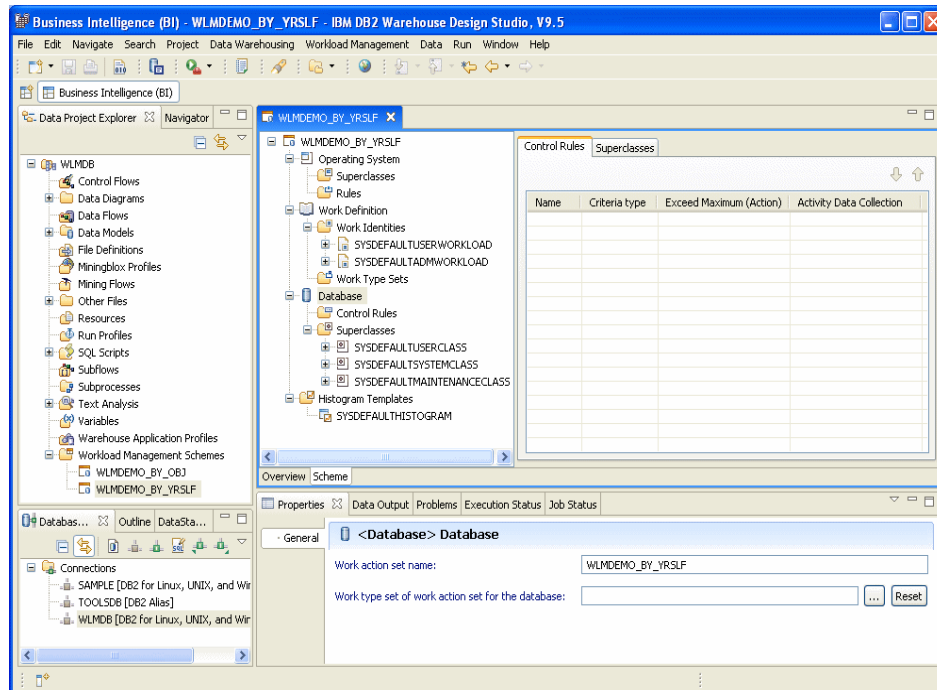 Business Intelligence (BI) - WLMDEMO_BY_YRSLF - IBM DB2 Warehouse Design Studio, V9.5
File Edit Navigate Search Project Data Warehousing Workload Management Data Run Window Help
Business Intelligence (BI)
Data Project Explorer Navigator
WLMDB
Control Flows
Data Diagrams
Data Flows
Data Models
File Definitions
Miningblox Profiles
Mining Flows
Other Files
Resources
Run Profiles
SQL Scripts
Subflows
Subprocesses
Text Analysis
Variables
Warehouse Application Profiles
Workload Management Schemes
WLMDEMO_BY_OBJ
WLMDEMO_BY_YRSLF
Databas... Outline DataSta...
Connections
SAMPLE [DB2 for Linux, UNIX, and Wir
TOOLSDB [DB2 Alias]
WLMDB [DB2 for Linux, UNIX, and Wir
WLMDEMO_BY_YRSLF
WLMDEMO_BY_YRSLF
Operating System
Superclasses
Rules
Work Definition
Work Identities
SYSDEFAULTUSERWORKLOAD
SYSDEFAULTADMWORKLOAD
Work Type Sets
Database
Control Rules
Superclasses
SYSDEFAULTUSERCLASS
SYSDEFAULTSYSTEMCLASS
SYSDEFAULTMAINTENANCECLASS
Histogram Templates
SYSDEFAULTHISTOGRAM
Overview Scheme
Control Rules Superclasses
Name Criteria type Exceed Maximum (Action) Activity Data Collection
Properties Data Output Problems Execution Status Job Status
General
<Database> Database
Work action set name: WLMDEMO_BY_YRSLF
Work type set of work action set for the database: ... Reset